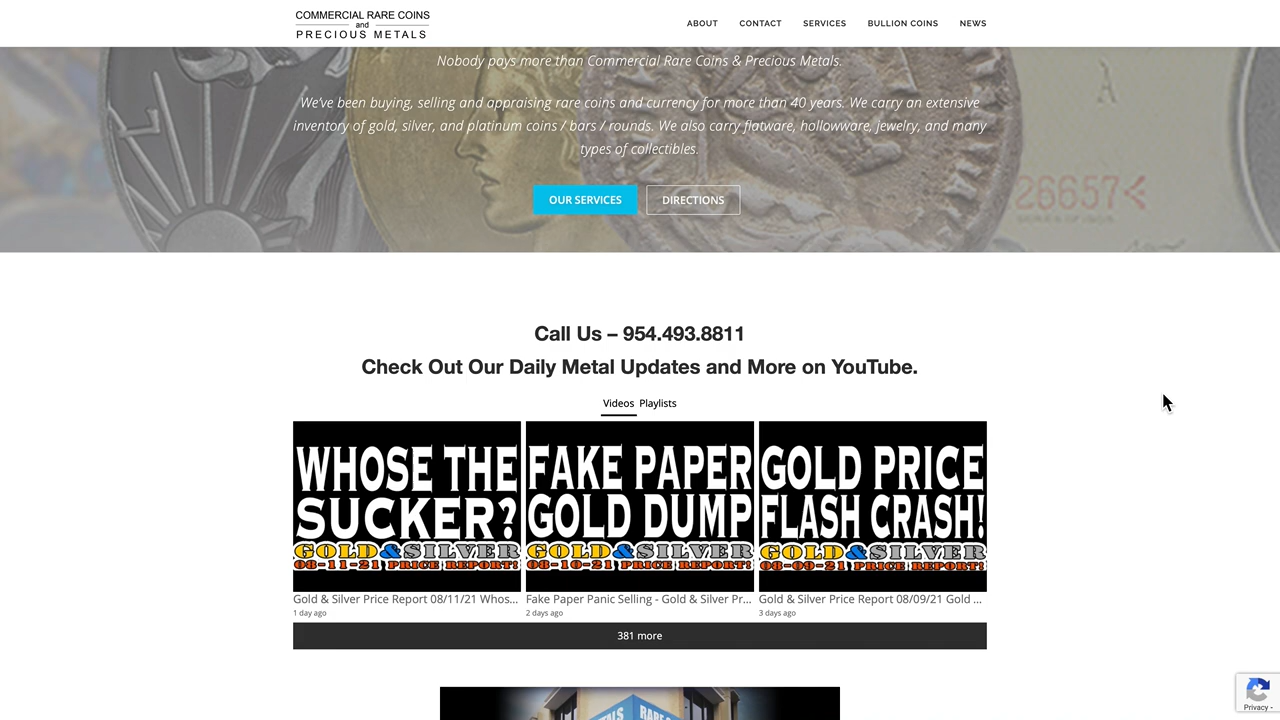 COMMERCIAL RARE COINS
and
PRECIOUS METALS
ABOUT CONTACT SERVICES BULLION COINS NEWS
Nobody pays more than Commercial Rare Coins & Precious Metals.
We've been buying, selling and appraising rare coins and currency for more than 40 years. We carry an extensive
inventory of gold, silver, and platinum coins / bars / rounds. We also carry flatware, hollowware, jewelry, and many
types of collectibles.
26657
OUR SERVICES DIRECTIONS
Call Us – 954.493.8811
Check Out Our Daily Metal Updates and More on YouTube.
Videos Playlists
WHOSE THE
SUCKER?
GOLD&SILVER
08-11-21 PRICE REPORT!
FAKE PAPER
GOLD DUMP
GOLD&SILVER
08-10-21 PRICE REPORT!
GOLD PRICE
FLASH CRASH!
GOLD&SILVER
08-09-21 PRICE REPORT!
Gold & Silver Price Report 08/11/21 Whos...
1 day ago
Fake Paper Panic Selling - Gold & Silver Pr...
2 days ago
Gold & Silver Price Report 08/09/21 Gold ...
3 days ago
381 more
RARE
Privacy -